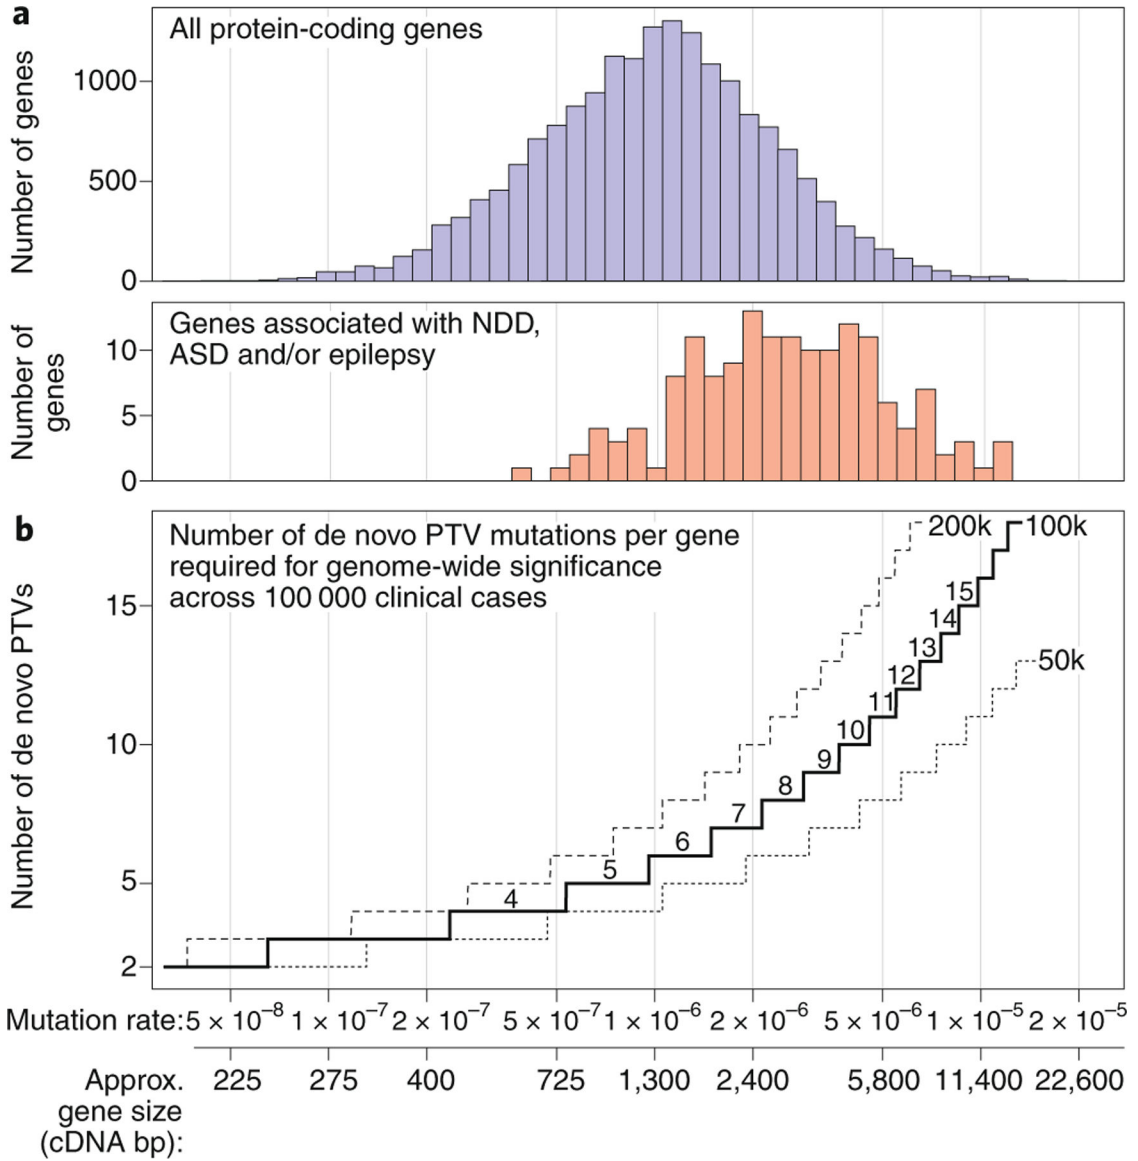 a
All protein-coding genes
Number of genes
1000
500
0
Genes associated with NDD,
ASD and/or epilepsy
Number of
genes
10
5
0
b
Number of de novo PTV mutations per gene
required for genome-wide significance
across 100 000 clinical cases
Number of de novo PTVs
15
10
5
2
200k
100k
50k
4
5
6
7
8
9
10
11
12
13
14
15
Mutation rate: 5 × 10⁻⁸ 1 × 10⁻⁷ 2 × 10⁻⁷ 5 × 10⁻⁷ 1 × 10⁻⁶ 2 × 10⁻⁶ 5 × 10⁻⁶ 1 × 10⁻⁵ 2 × 10⁻⁵
Approx. 225 275 400 725 1,300 2,400 5,800 11,400 22,600
gene size
(cDNA bp):